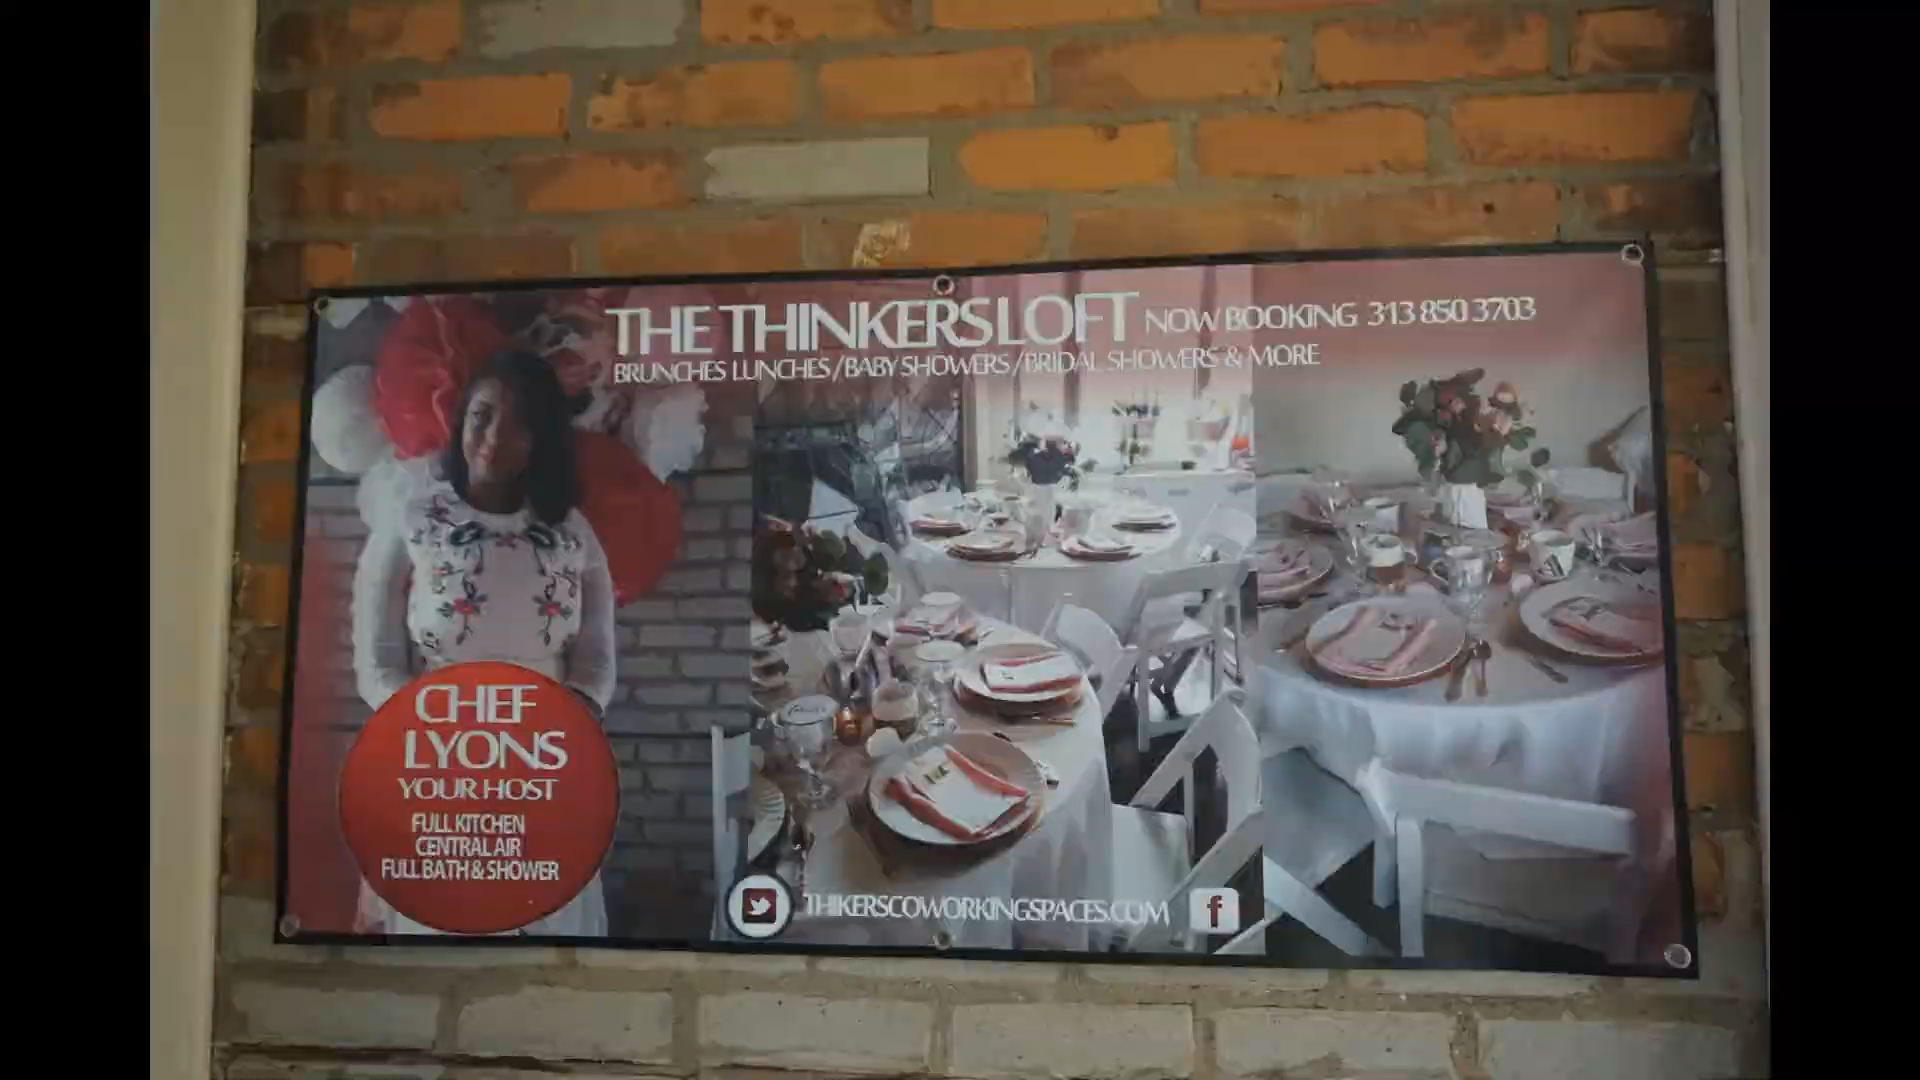 THE THINKERS LOFT NOW BOOKING 313 850 3703
BRUNCHES LUNCHES / BABY SHOWERS / BRIDAL SHOWERS & MORE
CHEF
LYONS
YOUR HOST
FULL KITCHEN
CENTRAL AIR
FULL BATH & SHOWER
THIKERSCOWORKINGSPACES.COM